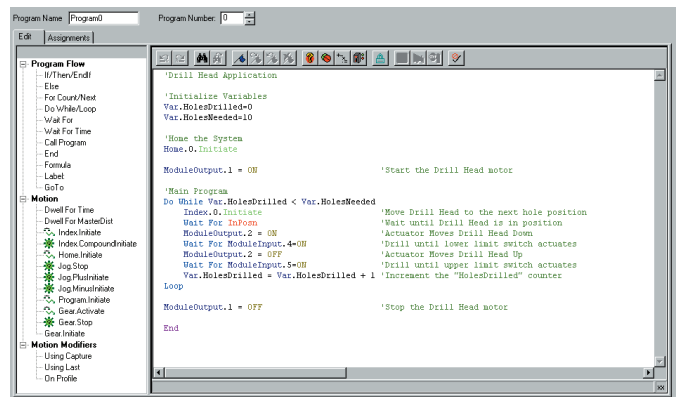 Program Name Program0 Program Number: 0
Edit Assignments
Program Flow
If/Then/Endif
Else
For Count/Next
Do While/Loop
Wait For
Wait For Time
Call Program
End
Formula
Label
GoTo
Motion
Dwell For Time
Dwell For MasterDist
Index.Initiate
Index.CompoundInitiate
Home.Initiate
Jog.Stop
Jog.PlusInitiate
Jog.MinusInitiate
Program.Initiate
Gear.Activate
Gear.Stop
Gear.Initiate
Motion Modifiers
Using Capture
Using Last
On Profile
'Drill Head Application
'Initialize Variables
Var.HolesDrilled=0
Var.HolesNeeded=10
'Home the System
Home.0.Initiate
ModuleOutput.1 = ON 'Start the Drill Head motor
'Main Program
Do While Var.HolesDrilled < Var.HolesNeeded
Index.0.Initiate 'Move Drill Head to the next hole position
Wait For InPosn 'Wait until Drill Head is in position
ModuleOutput.2 = ON 'Actuator Moves Drill Head Down
Wait For ModuleInput.4=ON 'Drill until lower limit switch actuates
ModuleOutput.2 = OFF 'Actuator Moves Drill Head Up
Wait For ModuleInput.5=ON 'Drill until upper limit switch actuates
Var.HolesDrilled = Var.HolesDrilled + 1 'Increment the "HolesDrilled" counter
Loop
ModuleOutput.1 = OFF 'Stop the Drill Head motor
End